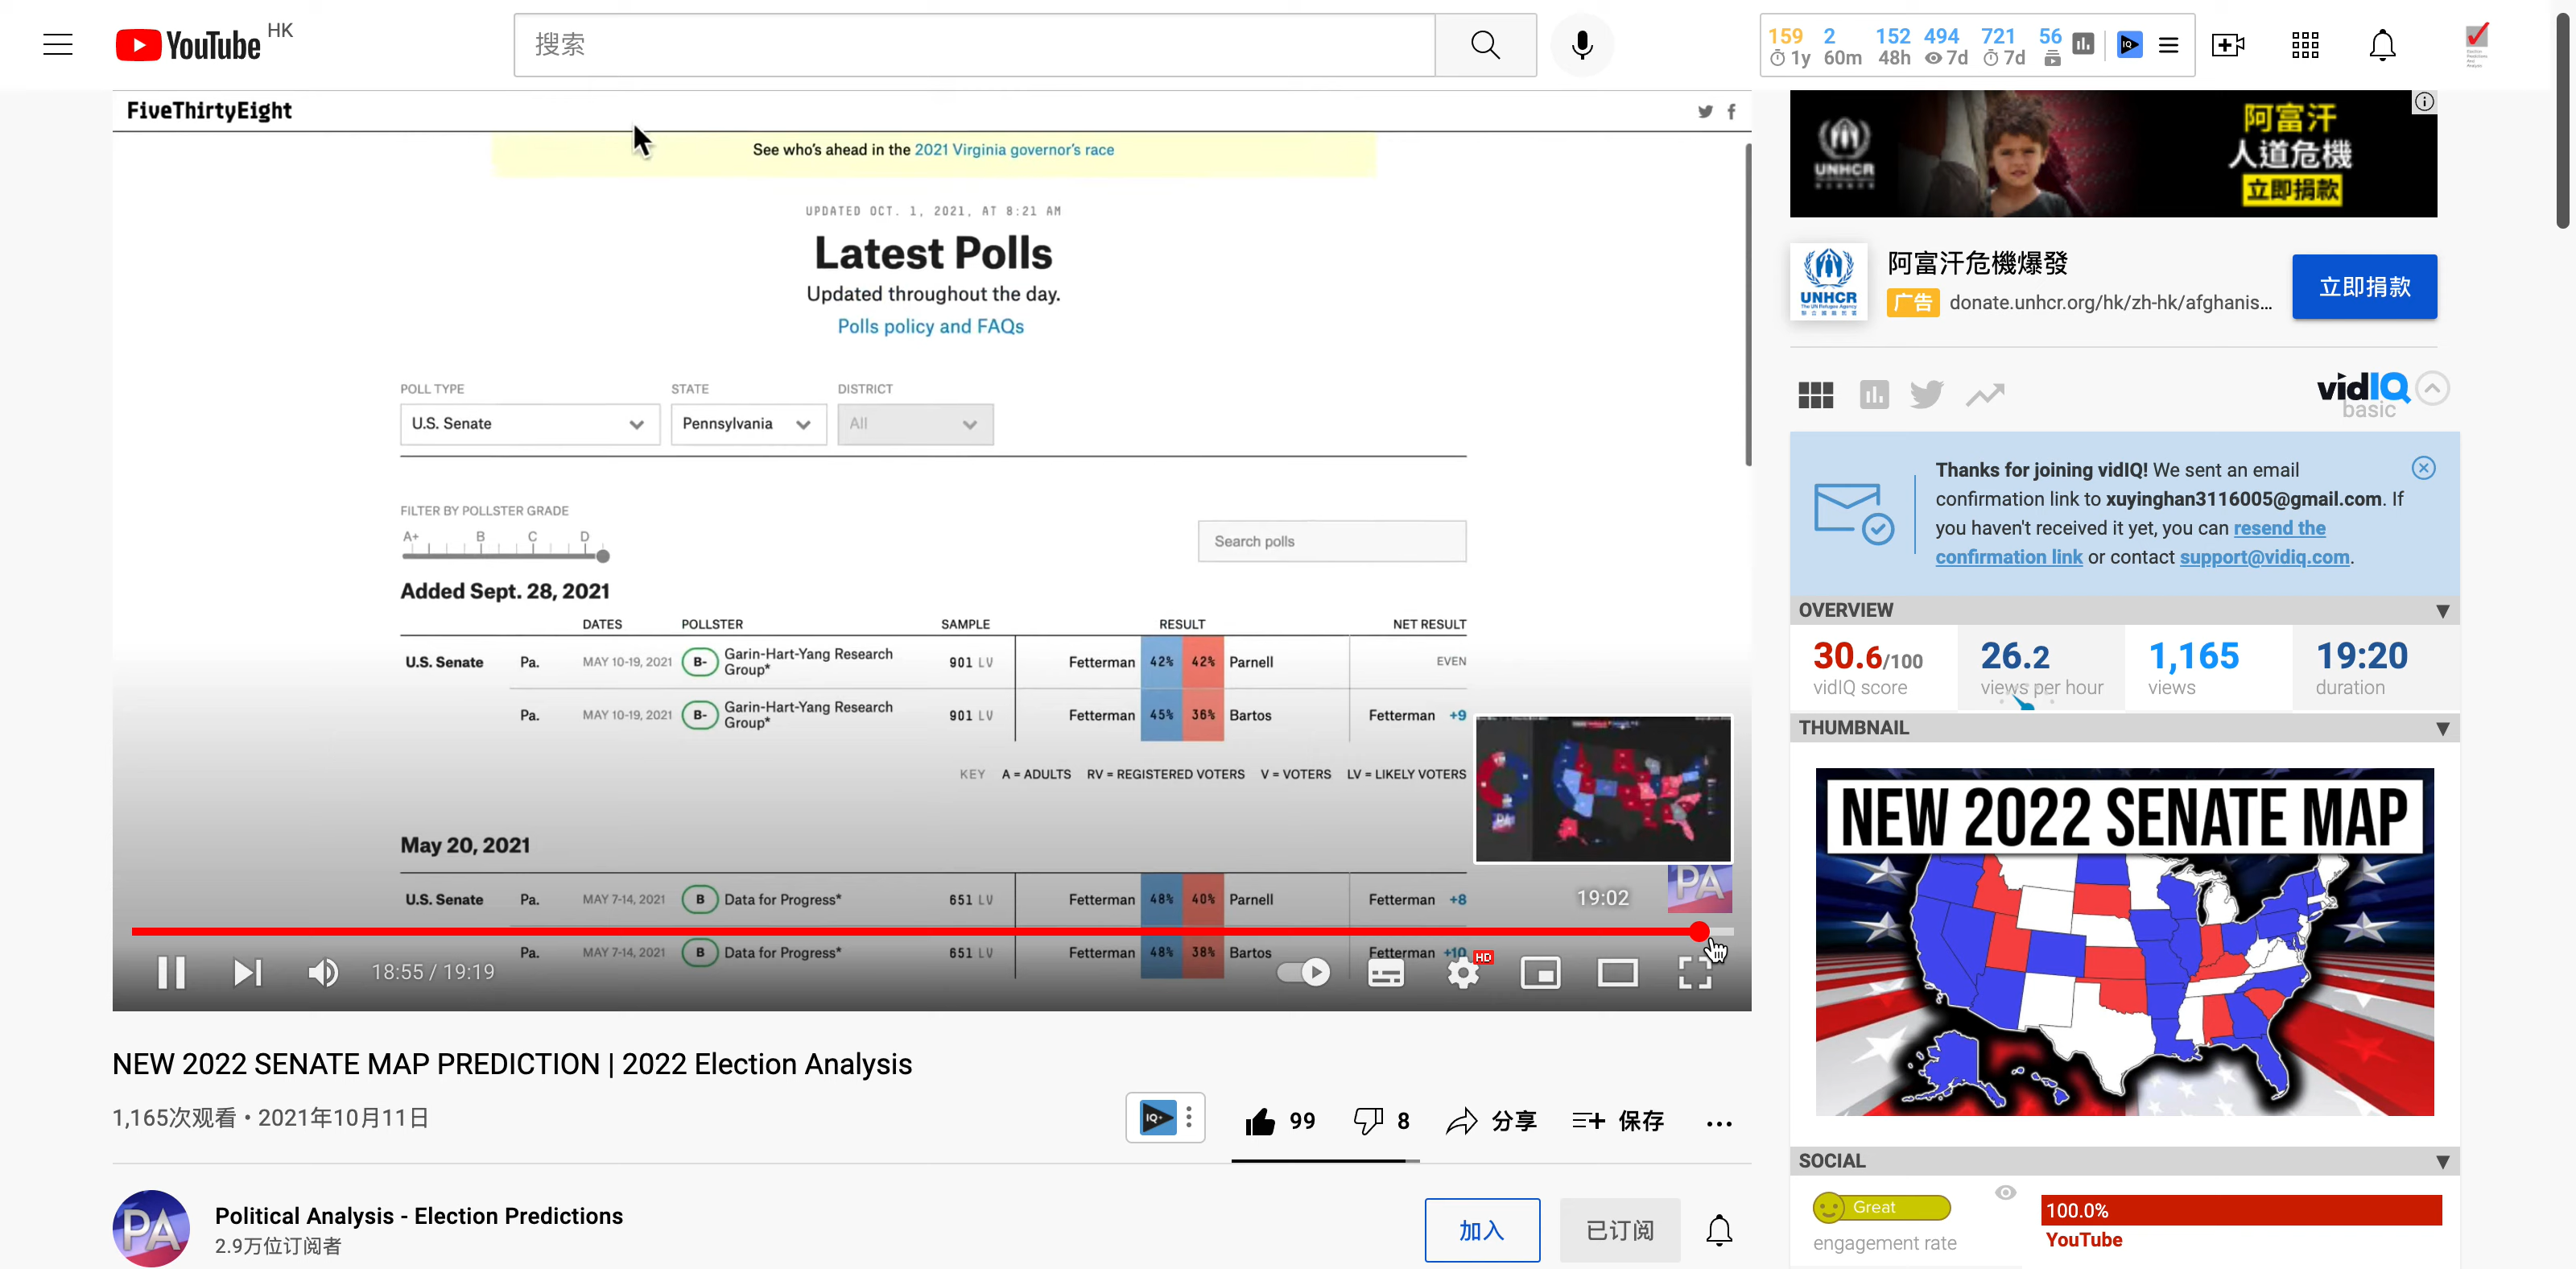 YouTube HK
搜索
159 2 152 494 721 56
1y 60m 48h 7d 7d
FiveThirtyEight
See who's ahead in the 2021 Virginia governor's race
UPDATED OCT. 1, 2021, AT 8:21 AM
Latest Polls
Updated throughout the day.
Polls policy and FAQs
POLL TYPE STATE DISTRICT
U.S. Senate Pennsylvania All
FILTER BY POLLSTER GRADE
A+ B C D
Search polls
Added Sept. 28, 2021
DATES POLLSTER SAMPLE RESULT NET RESULT
U.S. Senate Pa. MAY 10-19, 2021 B- Garin-Hart-Yang Research Group* 901 LV Fetterman 42% 42% Parnell EVEN
Pa. MAY 10-19, 2021 B- Garin-Hart-Yang Research Group* 901 LV Fetterman 45% 36% Bartos Fetterman +9
KEY A = ADULTS RV = REGISTERED VOTERS V = VOTERS LV = LIKELY VOTERS
May 20, 2021
U.S. Senate Pa. MAY 7-14, 2021 B Data for Progress* 651 LV Fetterman 48% 40% Parnell Fetterman +8
Pa. MAY 7-14, 2021 B Data for Progress* 651 LV Fetterman 48% 38% Bartos Fetterman +10
PA
19:02
PA
18:55 / 19:19
HD
NEW 2022 SENATE MAP PREDICTION | 2022 Election Analysis
1,165次观看 • 2021年10月11日
IQ+
99 8 分享 保存
PA
Political Analysis - Election Predictions
2.9万位订阅者
加入 已订阅
UNHCR
阿富汗
人道危機
立即捐款
UNHCR
阿富汗危機爆發
广告 donate.unhcr.org/hk/zh-hk/afghanis...
立即捐款
vidIQ
basic
Thanks for joining vidIQ! We sent an email
confirmation link to xuyinghan3116005@gmail.com. If
you haven't received it yet, you can resend the
confirmation link or contact support@vidiq.com.
OVERVIEW
30.6/100 26.2 1,165 19:20
vidIQ score views per hour views duration
THUMBNAIL
NEW 2022 SENATE MAP
SOCIAL
Great
engagement rate
100.0%
YouTube